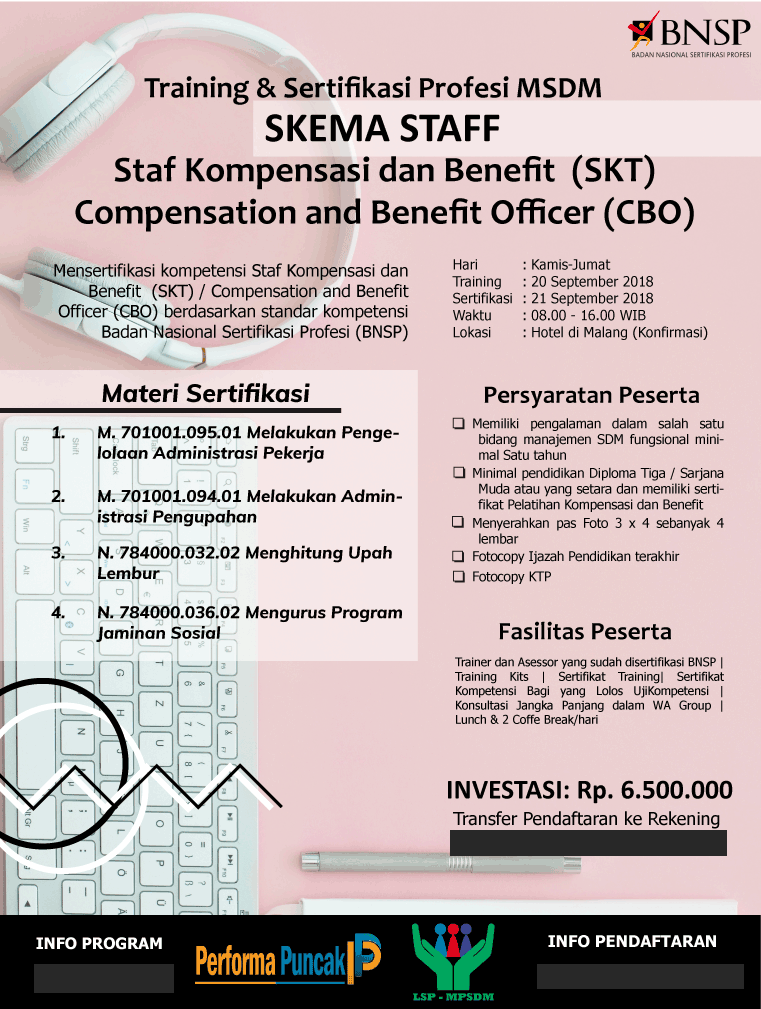 BNSP
BADAN NASIONAL SERTIFIKASI PROFESI
Training & Sertifikasi Profesi MSDM
SKEMA STAFF
Staf Kompensasi dan Benefit (SKT)
Compensation and Benefit Officer (CBO)
Mensertifikasi kompetensi Staf Kompensasi dan
Benefit (SKT) / Compensation and Benefit
Officer (CBO) berdasarkan standar kompetensi
Badan Nasional Sertifikasi Profesi (BNSP)
Hari : Kamis-Jumat
Training : 20 September 2018
Sertifikasi : 21 September 2018
Waktu : 08.00 - 16.00 WIB
Lokasi : Hotel di Malang (Konfirmasi)
Materi Sertifikasi
1. M. 701001.095.01 Melakukan Penge-
lolaan Administrasi Pekerja
2. M. 701001.094.01 Melakukan Admin-
istrasi Pengupahan
3. N. 784000.032.02 Menghitung Upah
Lembur
4. N. 784000.036.02 Mengurus Program
Jaminan Sosial
Persyaratan Peserta
❑ Memiliki pengalaman dalam salah satu
bidang manajemen SDM fungsional mini-
mal Satu tahun
❑ Minimal pendidikan Diploma Tiga / Sarjana
Muda atau yang setara dan memiliki serti-
fikat Pelatihan Kompensasi dan Benefit
❑ Menyerahkan pas Foto 3 x 4 sebanyak 4
lembar
❑ Fotocopy Ijazah Pendidikan terakhir
❑ Fotocopy KTP
Fasilitas Peserta
Trainer dan Asessor yang sudah disertifikasi BNSP |
Training Kits | Sertifikat Training| Sertifikat
Kompetensi Bagi yang Lolos UjiKompetensi |
Konsultasi Jangka Panjang dalam WA Group |
Lunch & 2 Coffe Break/hari
INVESTASI: Rp. 6.500.000
Transfer Pendaftaran ke Rekening
INFO PROGRAM
Performa Puncak
LSP - MPSDM
INFO PENDAFTARAN